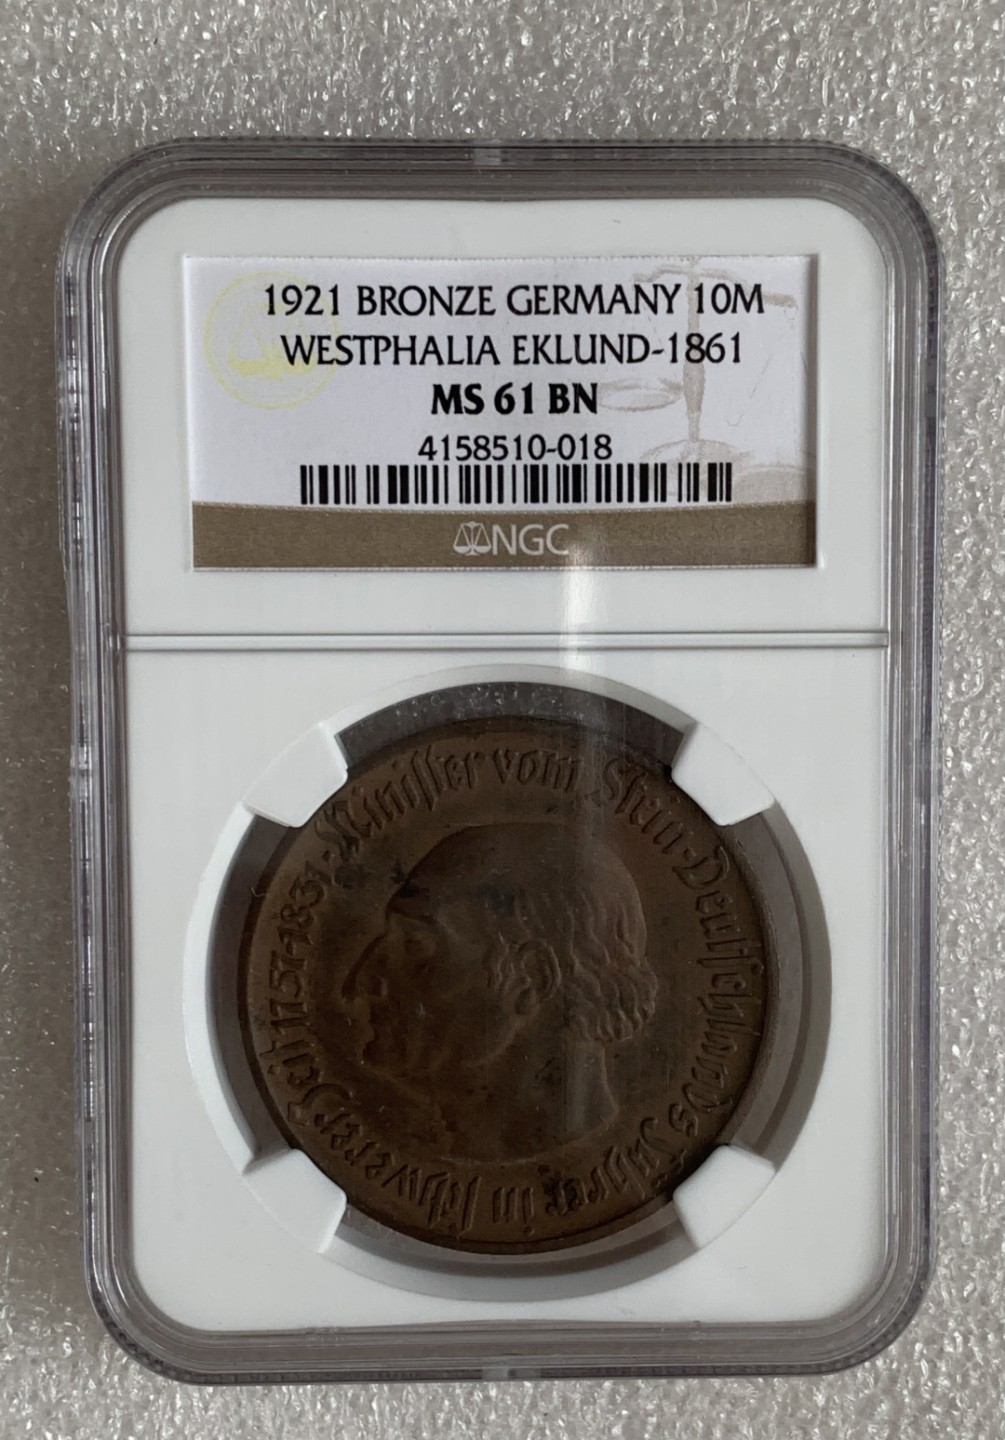 1921 BRONZE GERMANY 10M
WESTPHALIA EKLUND-1861
MS 61 BN
4158510-018
NGC
Minister vom Stein · Deutschlands Führer in schwerer Zeit 1757-1831 ·